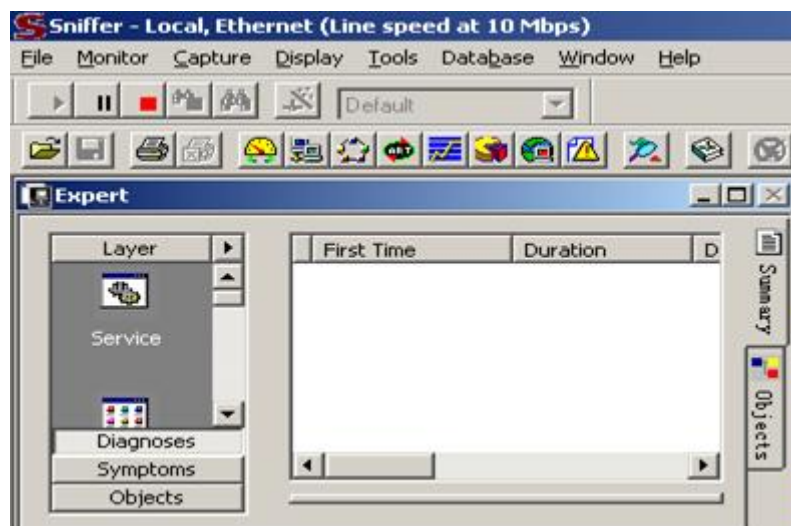 Sniffer - Local, Ethernet (Line speed at 10 Mbps)
File Monitor Capture Display Tools Database Window Help
Default
Expert
Layer
First Time Duration D
Service
Diagnoses
Symptoms
Objects
Summary
Objects